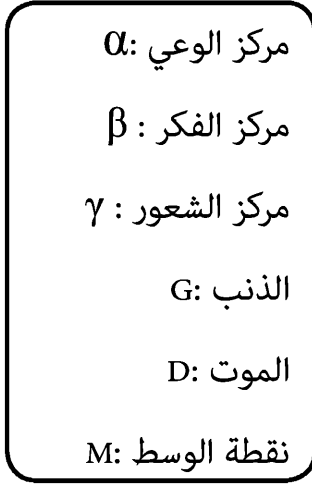 مركز الوعي :α
مركز الفكر : β
مركز الشعور : γ
الذنب :G
الموت :D
نقطة الوسط :M